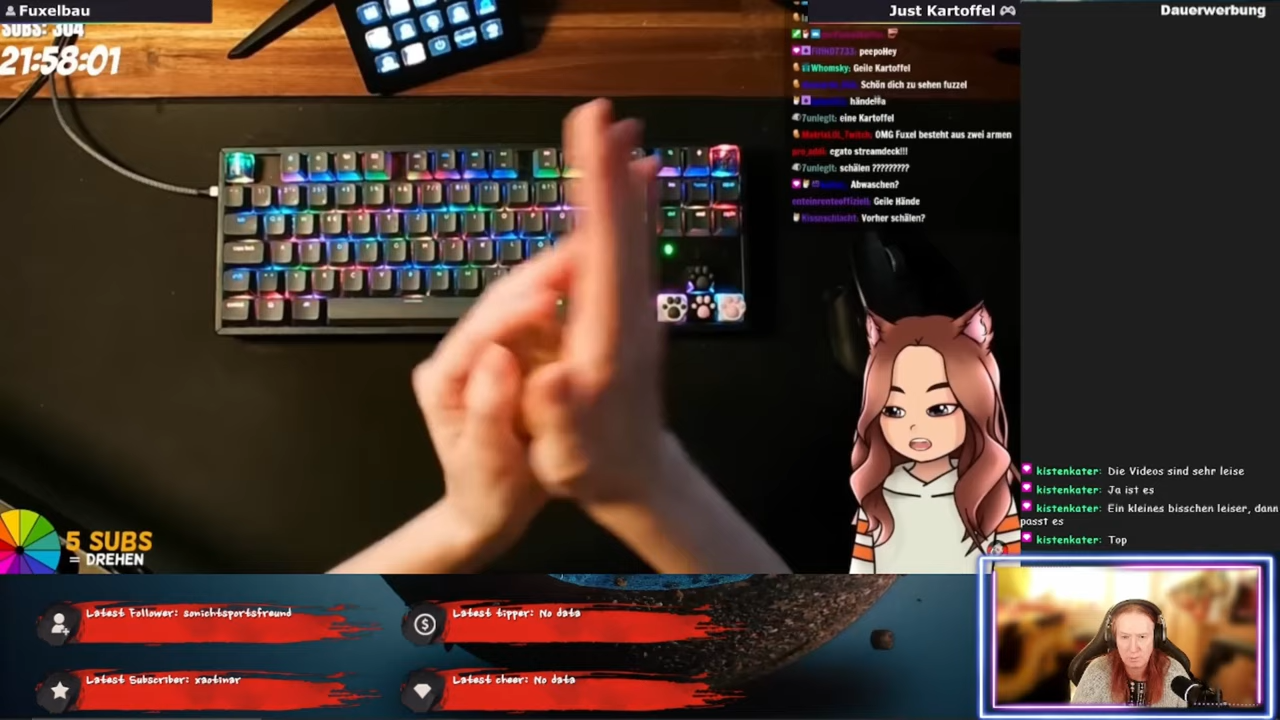 Fuxelbau
Just Kartoffel
Dauerwerbung
SUBS: 304
21:58:01
peepoHey
Whomsky: Geile Kartoffel
Schön dich zu sehen fuzzel
7unlegit: eine Kartoffel
OMG Fuxel besteht aus zwei armen
egato streamdeck!!!
7unlegit: schälen ?????????
Abwaschen?
enteinrenteoffiziell: Geile Hände
Vorher schälen?
kistenkater: Die Videos sind sehr leise
kistenkater: Ja ist es
kistenkater: Ein kleines bisschen leiser, dann
passt es
kistenkater: Top
5 SUBS
= DREHEN
Latest Follower: sonichtsportsfreund
Latest tipper: No data
Latest Subscriber: xaotinar
Latest cheer: No data